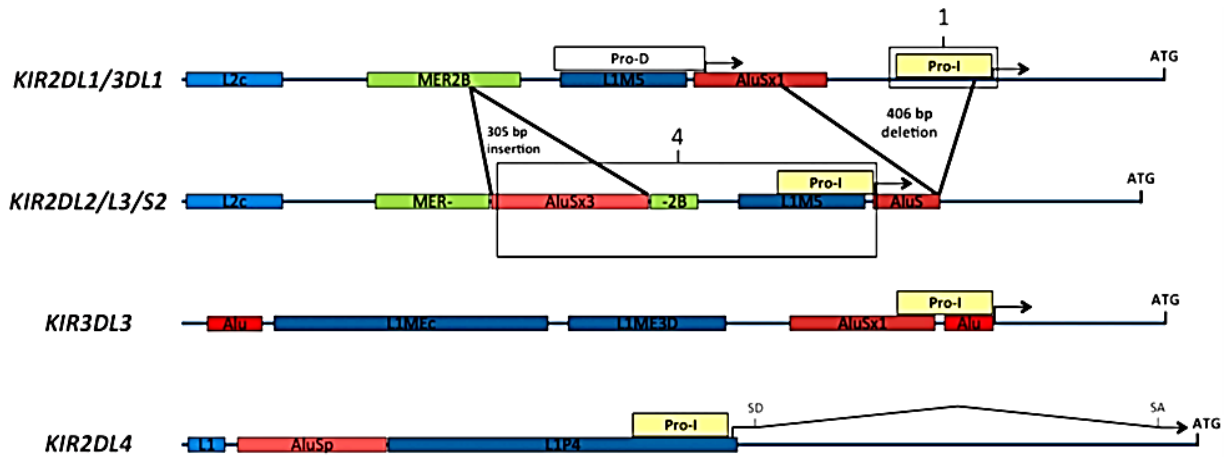 1
Pro-D
Pro-I
ATG
KIR2DL1/3DL1
L2c
MER2B
L1M5
AluSx1
305 bp
insertion
406 bp
deletion
4
Pro-I
ATG
KIR2DL2/L3/S2
L2c
MER-
AluSx3
-2B
L1M5
AluS
Pro-I
ATG
KIR3DL3
Alu
L1MEc
L1ME3D
AluSx1
Alu
Pro-I
SD
SA
ATG
KIR2DL4
L1
AluSp
L1P4